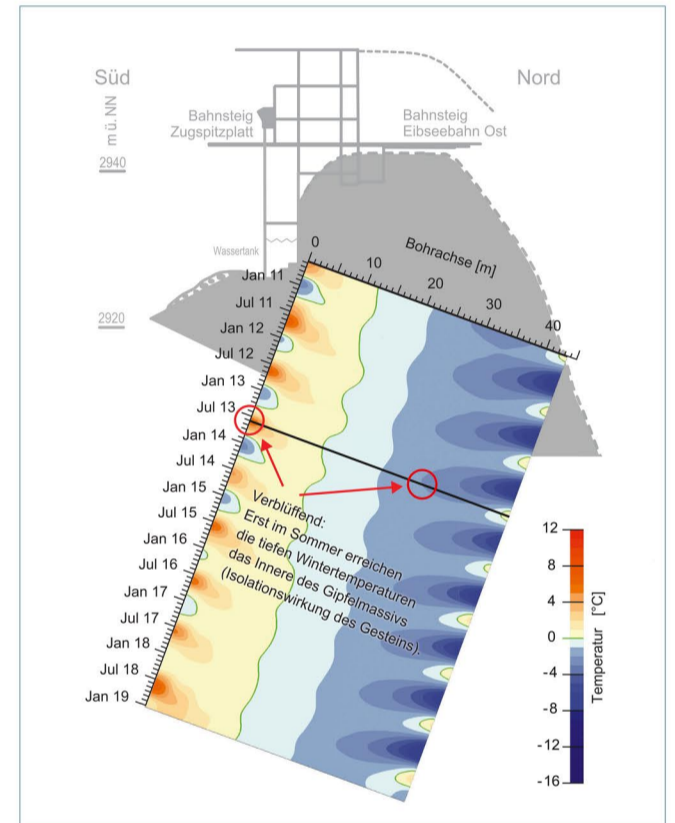 Süd
Nord
m ü.NN
Bahnsteig
Zugspitzplatt
Bahnsteig
Eibseebahn Ost
2940
Wassertank
2920
0
10
20
30
40
Bohrachse [m]
Jan 11
Jul 11
Jan 12
Jul 12
Jan 13
Jul 13
Jan 14
Jul 14
Jan 15
Jul 15
Jan 16
Jul 16
Jan 17
Jul 17
Jan 18
Jul 18
Jan 19
Verblüffend:
Erst im Sommer erreichen
die tiefen Wintertemperaturen
das Innere des Gipfelmassivs
(Isolationswirkung des Gesteins).
12
8
4
0
-4
-8
-12
-16
Temperatur [°C]